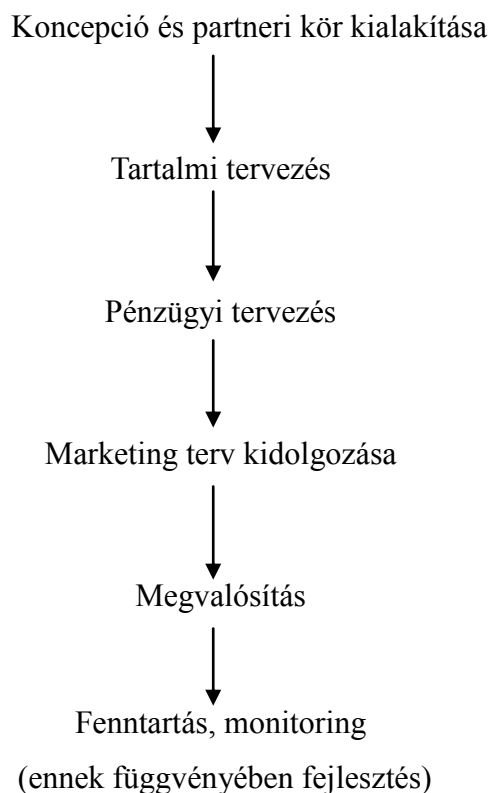 Koncepció és partneri kör kialakítása
Tartalmi tervezés
Pénzügyi tervezés
Marketing terv kidolgozása
Megvalósítás
Fenntartás, monitoring
(ennek függvényében fejlesztés)